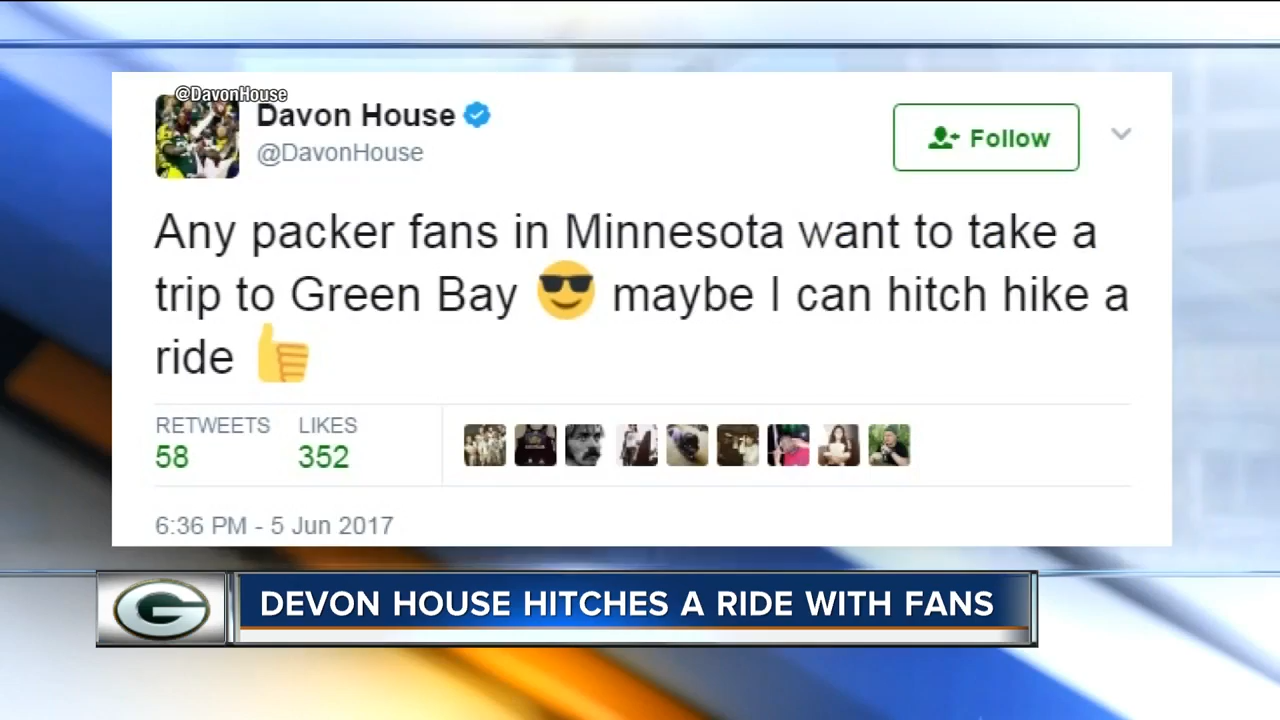 @DavonHouse
Davon House
@DavonHouse
Follow
Any packer fans in Minnesota want to take a
trip to Green Bay 😎 maybe I can hitch hike a
ride 👍
RETWEETS LIKES
58 352
6:36 PM - 5 Jun 2017
G DEVON HOUSE HITCHES A RIDE WITH FANS